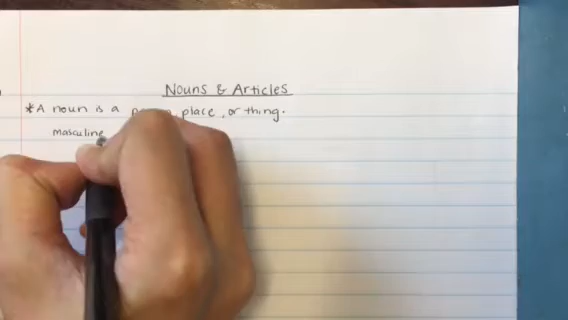 Nouns & Articles
*A noun is a place, or thing.
masculine